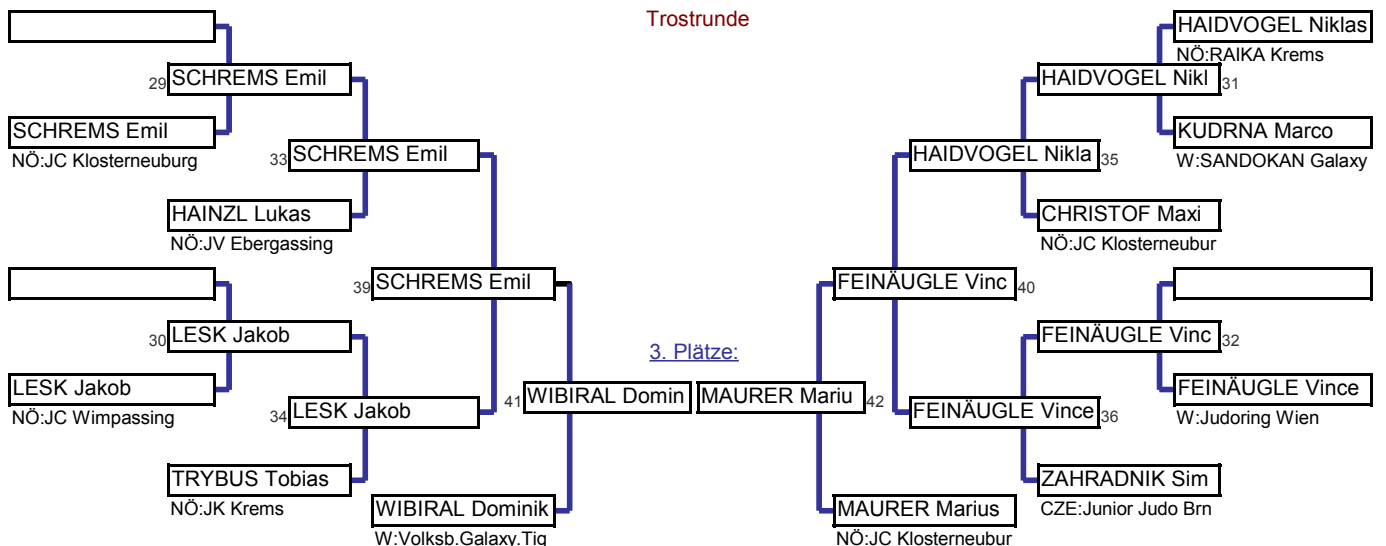 Trostrunde
HAIDVOGEL Niklas
NÖ:RAIKA Krems
29 SCHREMS Emil
HAIDVOGEL Nikl 31
SCHREMS Emil
NÖ:JC Klosterneuburg
KUDRNA Marco
W:SANDOKAN Galaxy
33 SCHREMS Emil
HAIDVOGEL Nikla 35
HAINZL Lukas
NÖ:JV Ebergassing
CHRISTOF Maxi
NÖ:JC Klosterneubur
39 SCHREMS Emil
FEINÄUGLE Vinc 40
30 LESK Jakob
FEINÄUGLE Vinc 32
3. Plätze:
LESK Jakob
NÖ:JC Wimpassing
41 WIBIRAL Domin
MAURER Mariu 42
FEINÄUGLE Vince
W:Judoring Wien
34 LESK Jakob
FEINÄUGLE Vince 36
TRYBUS Tobias
NÖ:JK Krems
ZAHRADNIK Sim
CZE:Junior Judo Brn
WIBIRAL Dominik
W:Volksb.Galaxy.Tig
MAURER Marius
NÖ:JC Klosterneubur